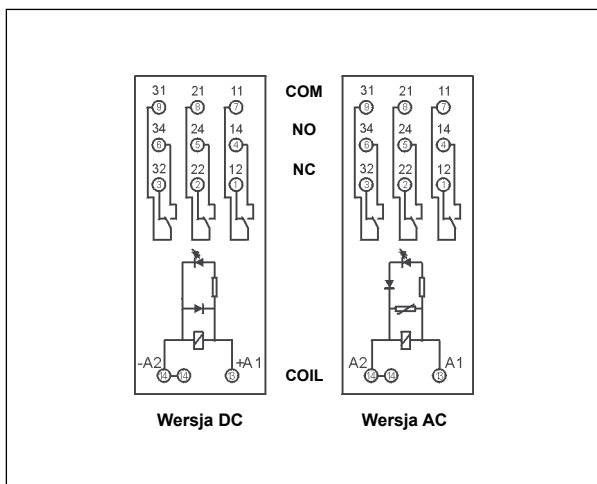 31 21 11 COM 31 21 11
9 8 7 9 8 7
34 24 14 NO 34 24 14
6 5 4 6 5 4
32 22 12 NC 32 22 12
3 2 1 3 2 1
-A2 +A1 A2 A1
14 14 13 COIL 14 14 13
Wersja DC Wersja AC